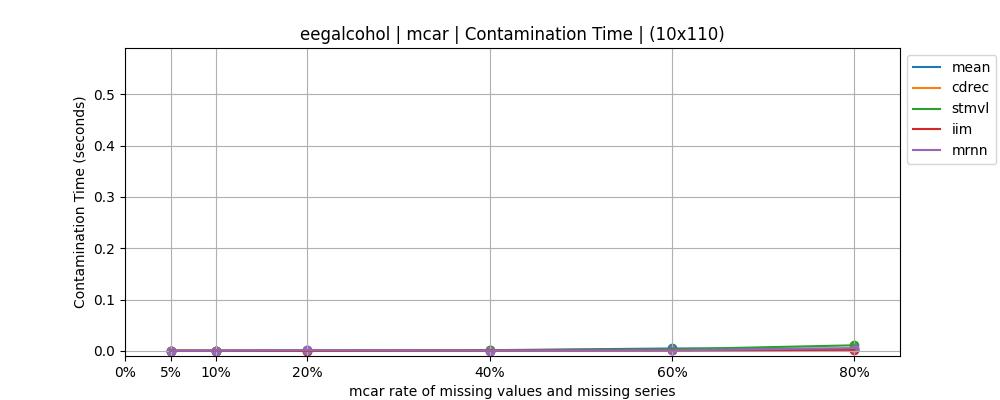 eegalcohol | mcar | Contamination Time | (10x110)
Contamination Time (seconds)
0.5
0.4
0.3
0.2
0.1
0.0
0% 5% 10% 20% 40% 60% 80%
mcar rate of missing values and missing series
mean
cdrec
stmvl
iim
mrnn